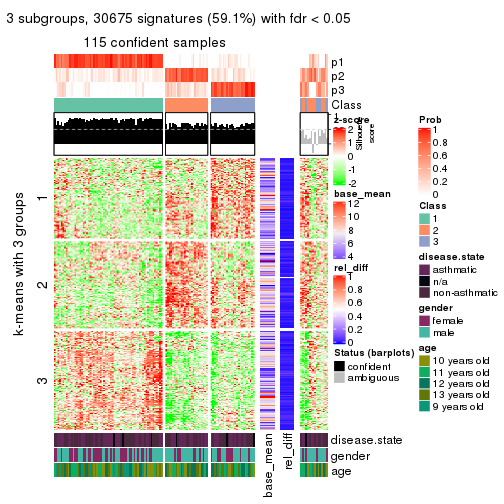 3 subgroups, 30675 signatures (59.1%) with fdr < 0.05
115 confident samples
p1
p2
p3
Class
Silhouette
score
k-means with 3 groups
1
2
3
disease.state
gender
age
base_mean
rel_diff
z-score
2
1
0
-1
-2
base_mean
12
10
8
6
4
rel_diff
1
0.8
0.6
0.4
0.2
0
Status (barplots)
confident
ambiguous
Prob
1
0.8
0.6
0.4
0.2
0
Class
1
2
3
disease.state
asthmatic
n/a
non-asthmatic
gender
female
male
age
10 years old
11 years old
12 years old
13 years old
9 years old